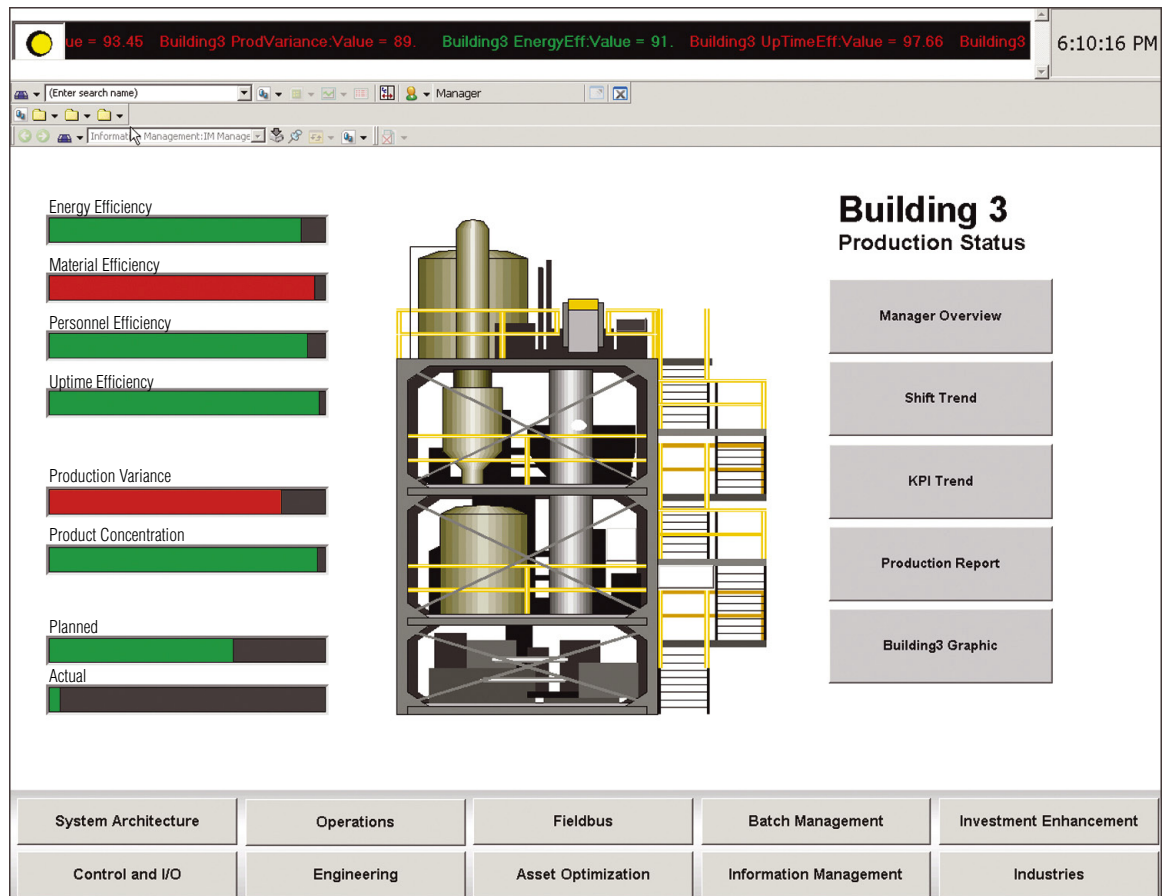 ue = 93.45 Building3 ProdVariance:Value = 89. Building3 EnergyEff:Value = 91. Building3 UpTimeEff:Value = 97.66 Building3
6:10:16 PM
(Enter search name)
Manager
Information Management:IM Manage
Energy Efficiency
Material Efficiency
Personnel Efficiency
Uptime Efficiency
Production Variance
Product Concentration
Planned
Actual
Building 3
Production Status
Manager Overview
Shift Trend
KPI Trend
Production Report
Building3 Graphic
System Architecture
Operations
Fieldbus
Batch Management
Investment Enhancement
Control and I/O
Engineering
Asset Optimization
Information Management
Industries